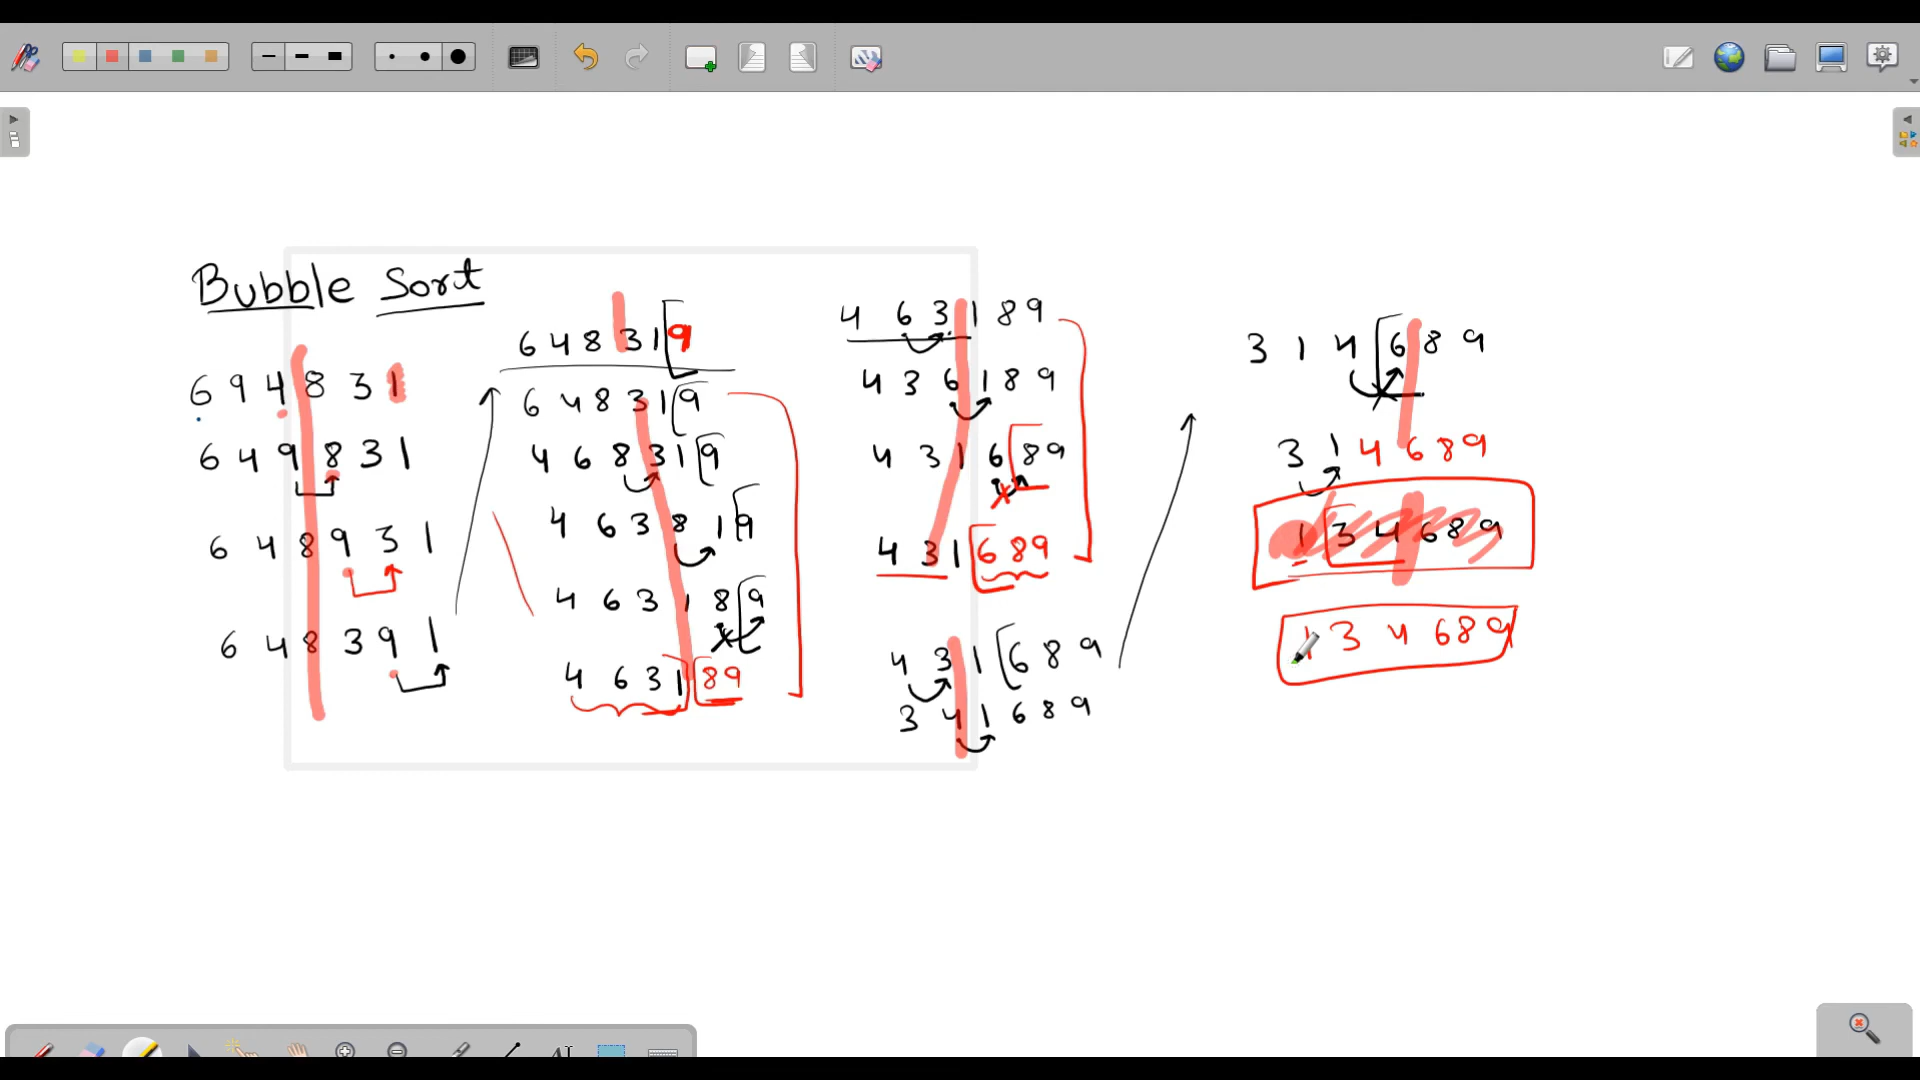 Bubble Sort
6 9 4 8 3 1
6 4 9 8 3 1
6 4 8 9 3 1
6 4 8 3 9 1
6 4 8 3 1 9
6 4 8 3 1 9
4 6 8 3 1 9
4 6 3 8 1 9
4 6 3 1 8 9
4 6 3 1 8 9
4 6 3 1 8 9
4 3 6 1 8 9
4 3 1 6 8 9
4 3 1 6 8 9
4 3 1 6 8 9
3 4 1 6 8 9
3 1 4 6 8 9
3 1 4 6 8 9
1 3 4 6 8 9
1 3 4 6 8 9